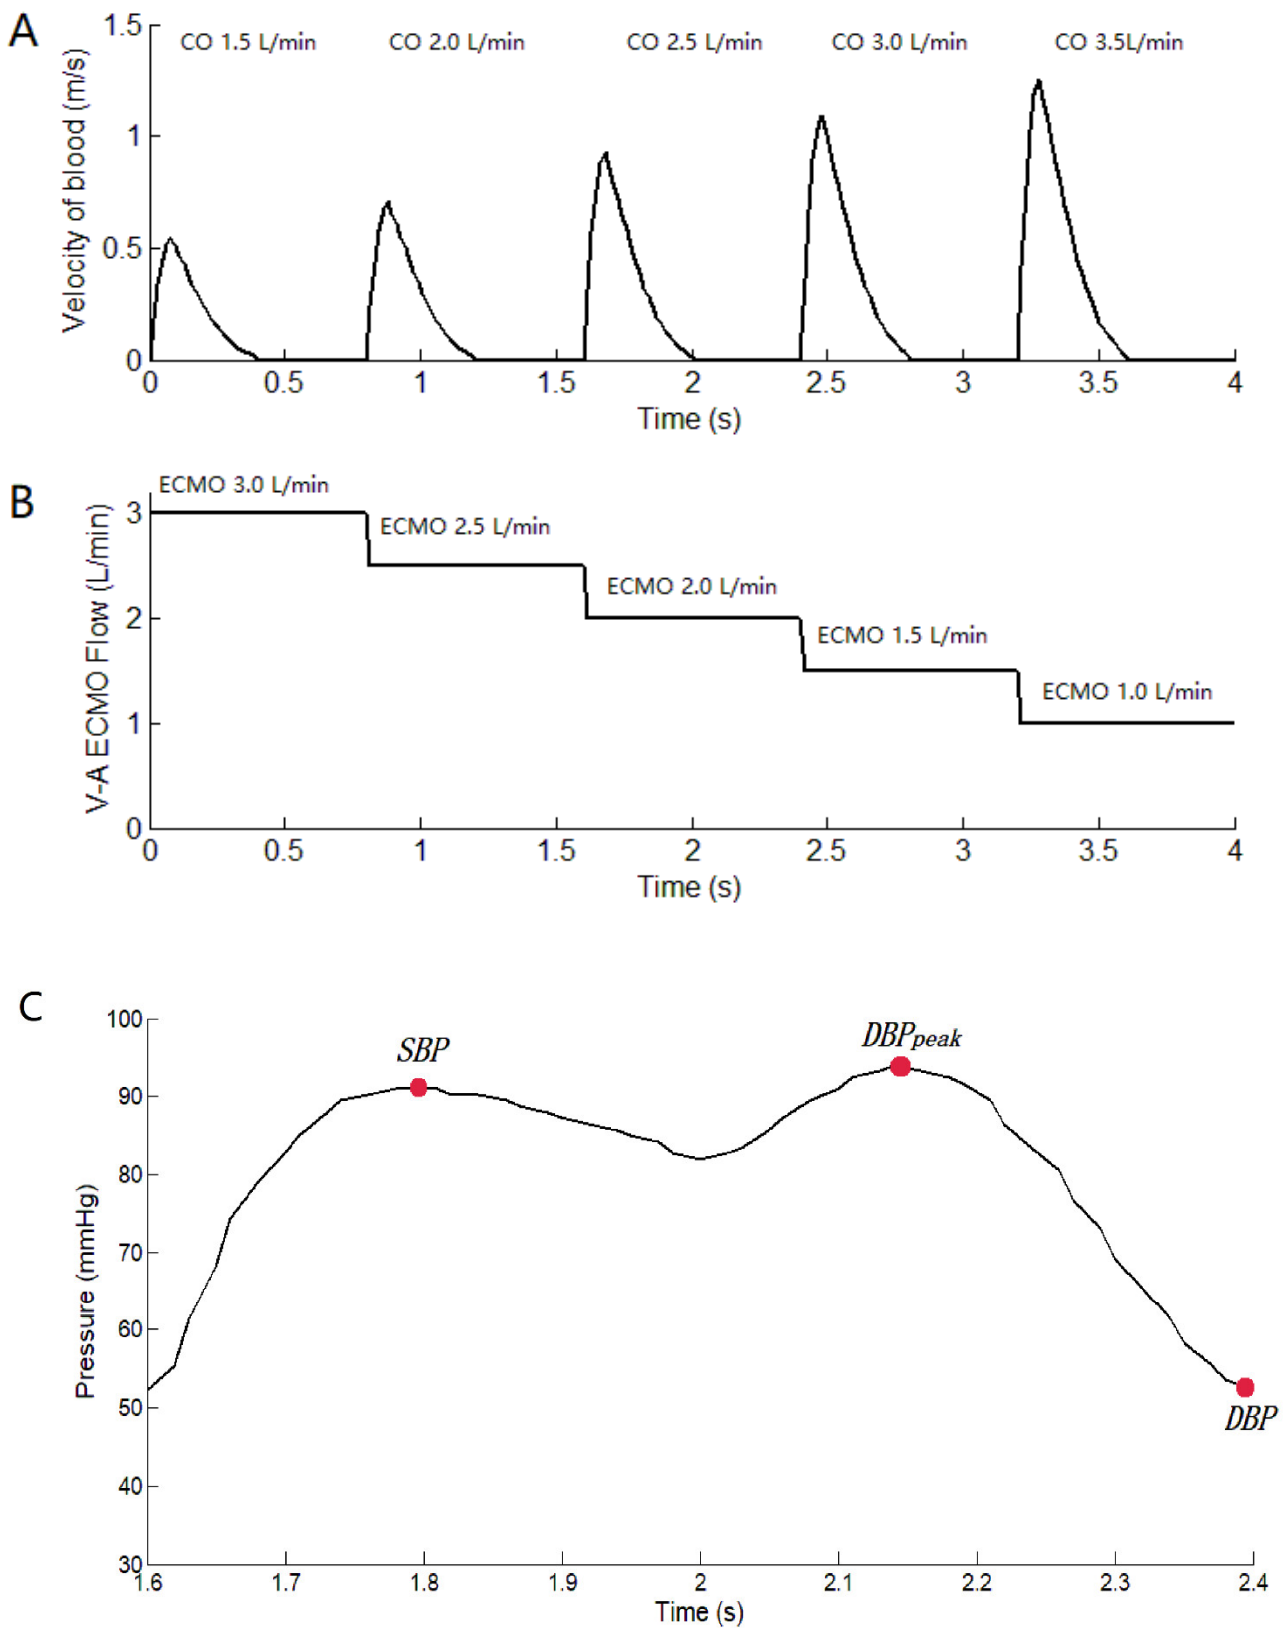 A
1.5
CO 1.5 L/min
CO 2.0 L/min
CO 2.5 L/min
CO 3.0 L/min
CO 3.5L/min
Velocity of blood (m/s)
1
0.5
0
0 0.5 1 1.5 2 2.5 3 3.5 4
Time (s)
B
ECMO 3.0 L/min
ECMO 2.5 L/min
ECMO 2.0 L/min
ECMO 1.5 L/min
ECMO 1.0 L/min
V-A ECMO Flow (L/min)
3
2
1
0
0 0.5 1 1.5 2 2.5 3 3.5 4
Time (s)
C
100
SBP
DBPpeak
90
80
Pressure (mmHg)
70
60
50
DBP
40
30
1.6 1.7 1.8 1.9 2 2.1 2.2 2.3 2.4
Time (s)